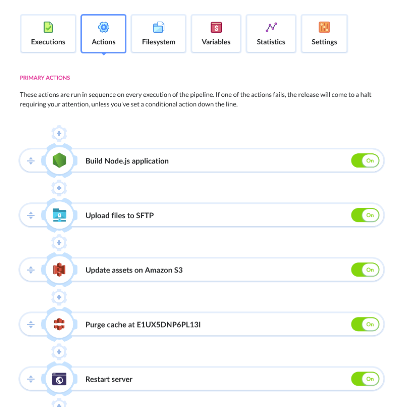 Executions
Actions
Filesystem
Variables
Statistics
Settings
PRIMARY ACTIONS
These actions are run in sequence on every execution of the pipeline. If one of the actions fails, the release will come to a halt
requiring your attention, unless you've set a conditional action down the line.
Build Node.js application
On
Upload files to SFTP
On
Update assets on Amazon S3
On
Purge cache at E1UX5DNP6PL13I
On
Restart server
On